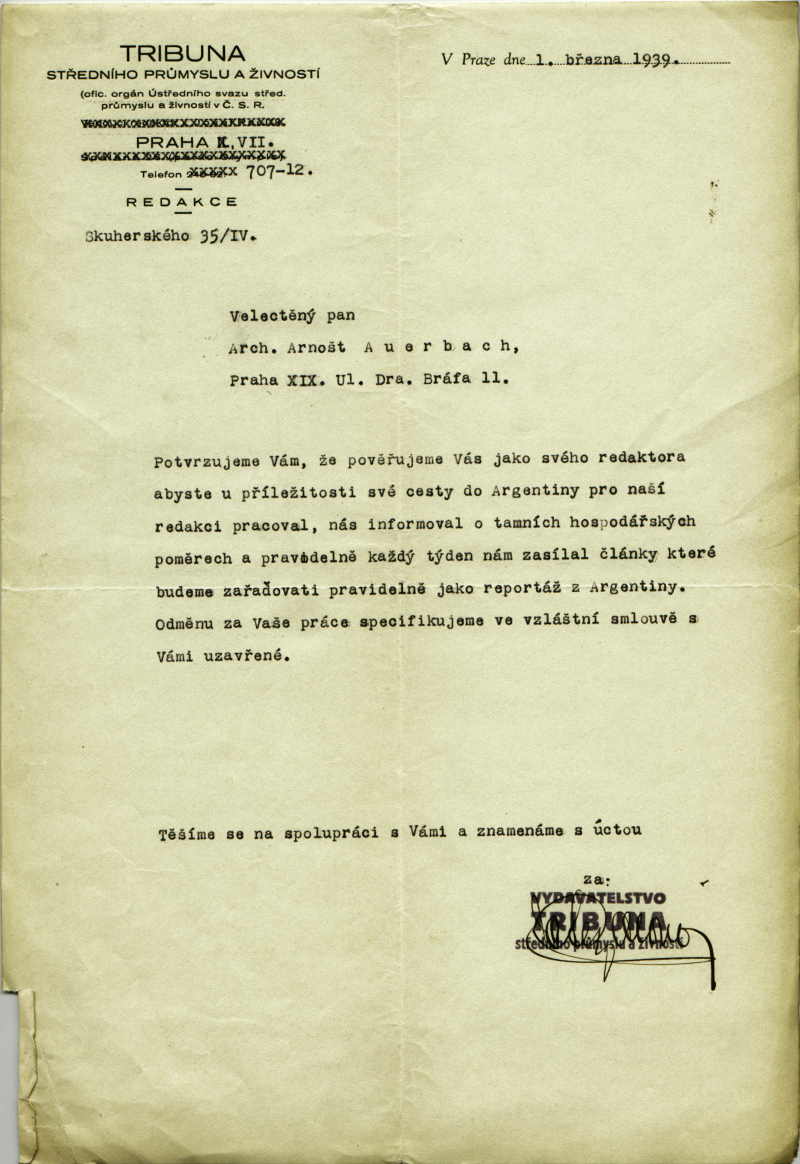 TRIBUNA
STŘEDNÍHO PRŮMYSLU A ŽIVNOSTÍ
(ofic. orgán Ústředního svazu střed.
průmyslu a živností v Č. S. R.
PRAHA VII.
Telefon 707-12.
REDAKCE
Skuherského 35/IV.
V Praze dne 1. března 1939.
Velectěný pan
Arch. Arnošt A u e r b a c h,
Praha XIX. Ul. Dra. Bráfa 11.
Potvrzujeme Vám, že pověřujeme Vás jako svého redaktora
abyste u příležitosti své cesty do Argentiny pro naší
redakci pracoval, nás informoval o tamních hospodářských
poměrech a pravidelně každý týden nám zasílal články které
budeme zařaďovati pravidelně jako reportáž z Argentiny.
Odměnu za Vaše práce specifikujeme ve vzláštní smlouvě s
Vámi uzavřené.
Těšíme se na spolupráci s Vámi a znamenáme s úctou
za:
VYDAVATELSTVO
TRIBUNA
středního průmyslu a živností